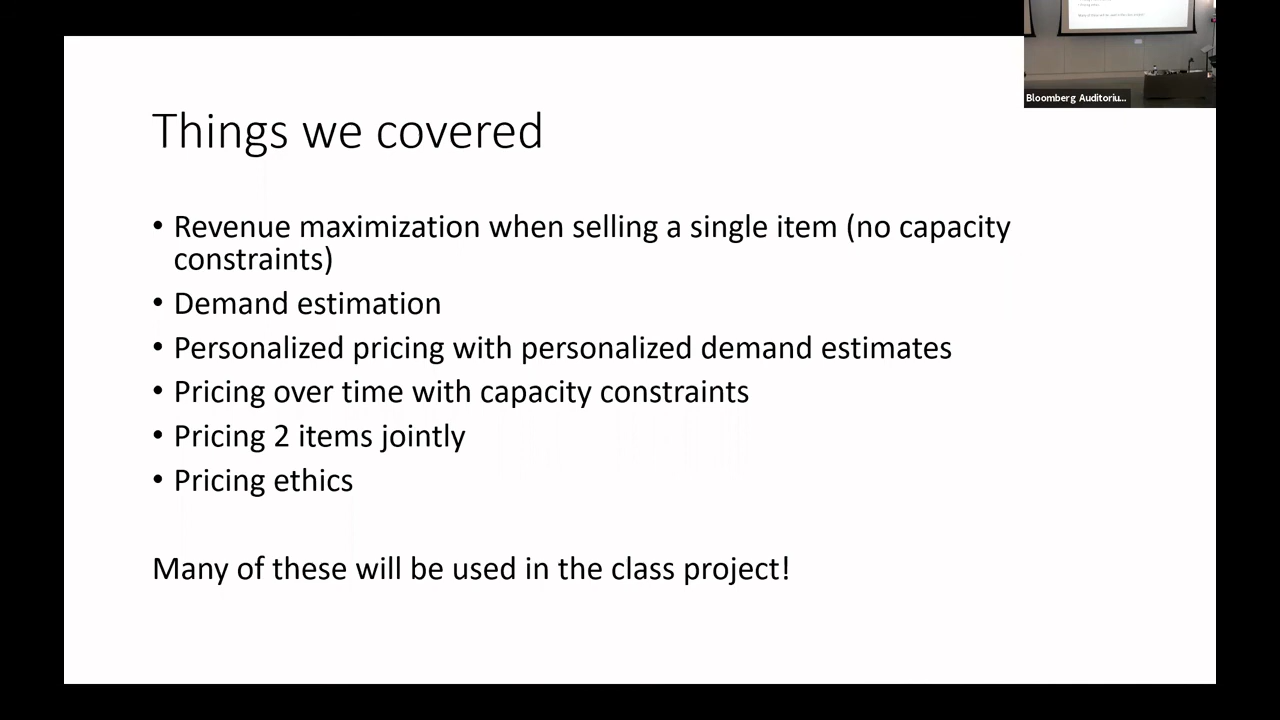 Things we covered
• Revenue maximization when selling a single item (no capacity
constraints)
• Demand estimation
• Personalized pricing with personalized demand estimates
• Pricing over time with capacity constraints
• Pricing 2 items jointly
• Pricing ethics
Many of these will be used in the class project!
Bloomberg Auditoriu...